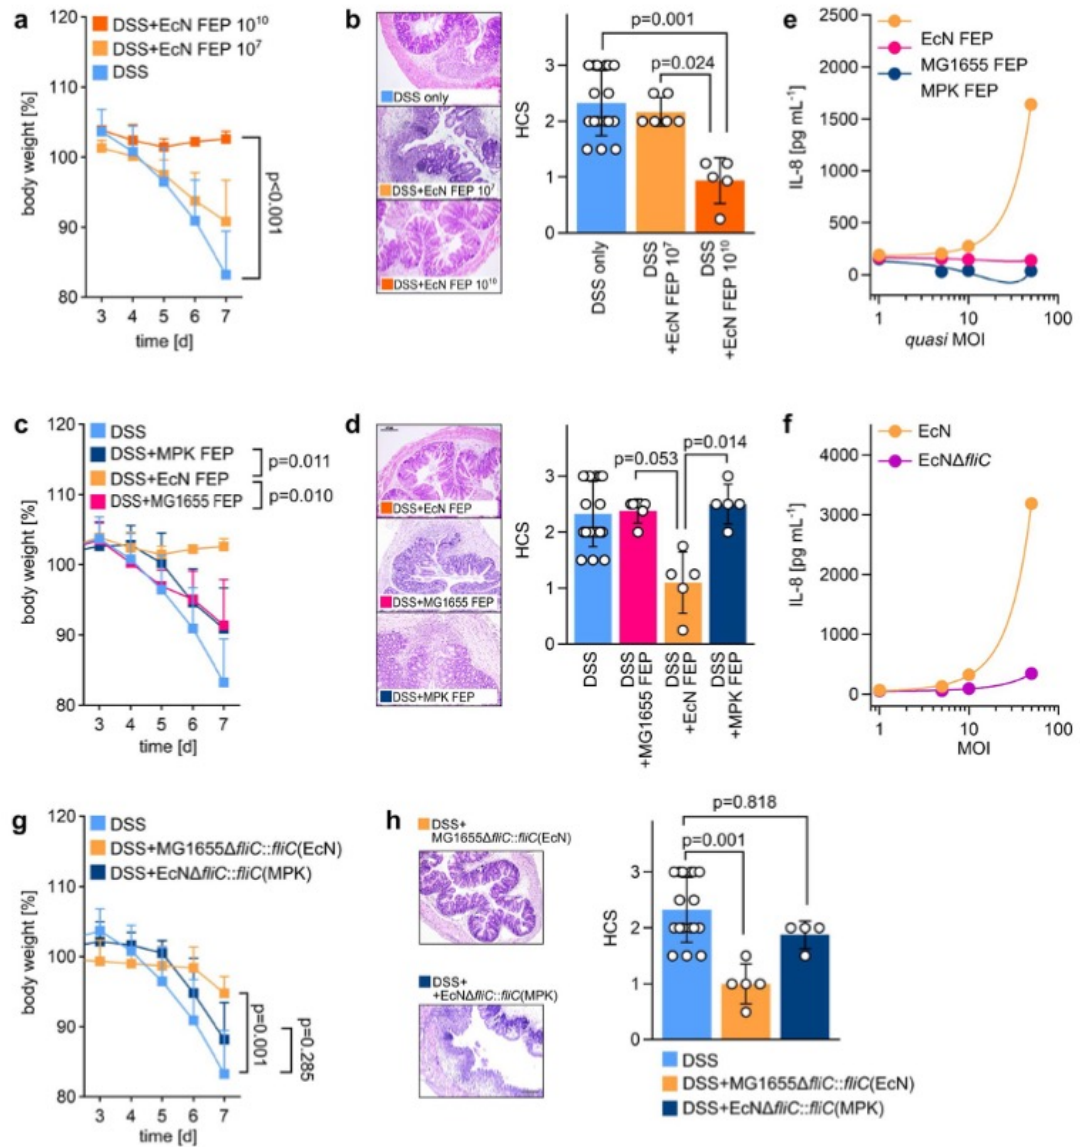 a
DSS+EcN FEP 10¹⁰
DSS+EcN FEP 10⁷
DSS
body weight [%]
120
110
100
90
80
3 4 5 6 7
time [d]
p<0.001
b
DSS only
DSS+EcN FEP 10⁷
DSS+EcN FEP 10¹⁰
HCS
3
2
1
0
p=0.001
p=0.024
DSS only
DSS
+EcN FEP 10⁷
DSS
+EcN FEP 10¹⁰
e
EcN FEP
MG1655 FEP
MPK FEP
IL-8 [pg mL⁻¹]
2500
2000
1500
1000
500
0
1 10 100
quasi MOI
c
DSS
DSS+MPK FEP
DSS+EcN FEP
DSS+MG1655 FEP
p=0.011
p=0.010
body weight [%]
120
110
100
90
80
3 4 5 6 7
time [d]
d
DSS+EcN FEP
DSS+MG1655 FEP
DSS+MPK FEP
HCS
3
2
1
0
p=0.053
p=0.014
DSS
DSS
+MG1655 FEP
DSS
+EcN FEP
DSS
+MPK FEP
f
EcN
EcNΔfliC
IL-8 [pg mL⁻¹]
4000
3000
2000
1000
0
1 10 100
MOI
g
DSS
DSS+MG1655ΔfliC::fliC(EcN)
DSS+EcNΔfliC::fliC(MPK)
body weight [%]
120
110
100
90
80
3 4 5 6 7
time [d]
p=0.001
p=0.285
h
DSS+
MG1655ΔfliC::fliC(EcN)
DSS+
+EcNΔfliC::fliC(MPK)
HCS
3
2
1
0
p=0.818
p=0.001
DSS
DSS+MG1655ΔfliC::fliC(EcN)
DSS+EcNΔfliC::fliC(MPK)